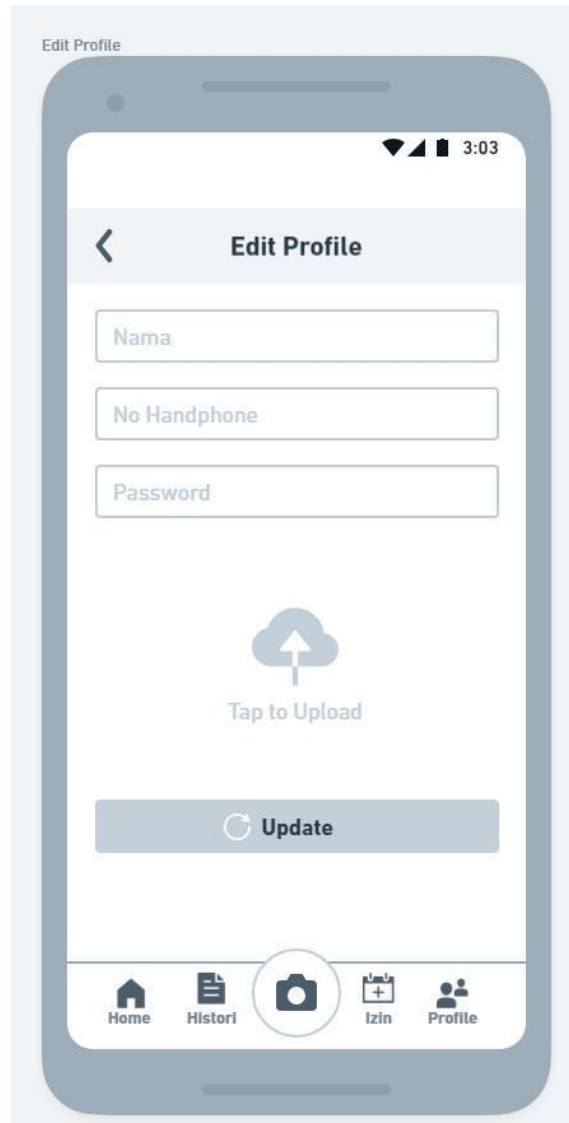 Edit Profile
3:03
Edit Profile
Nama
No Handphone
Password
Tap to Upload
Update
Home Histori Izin Profile